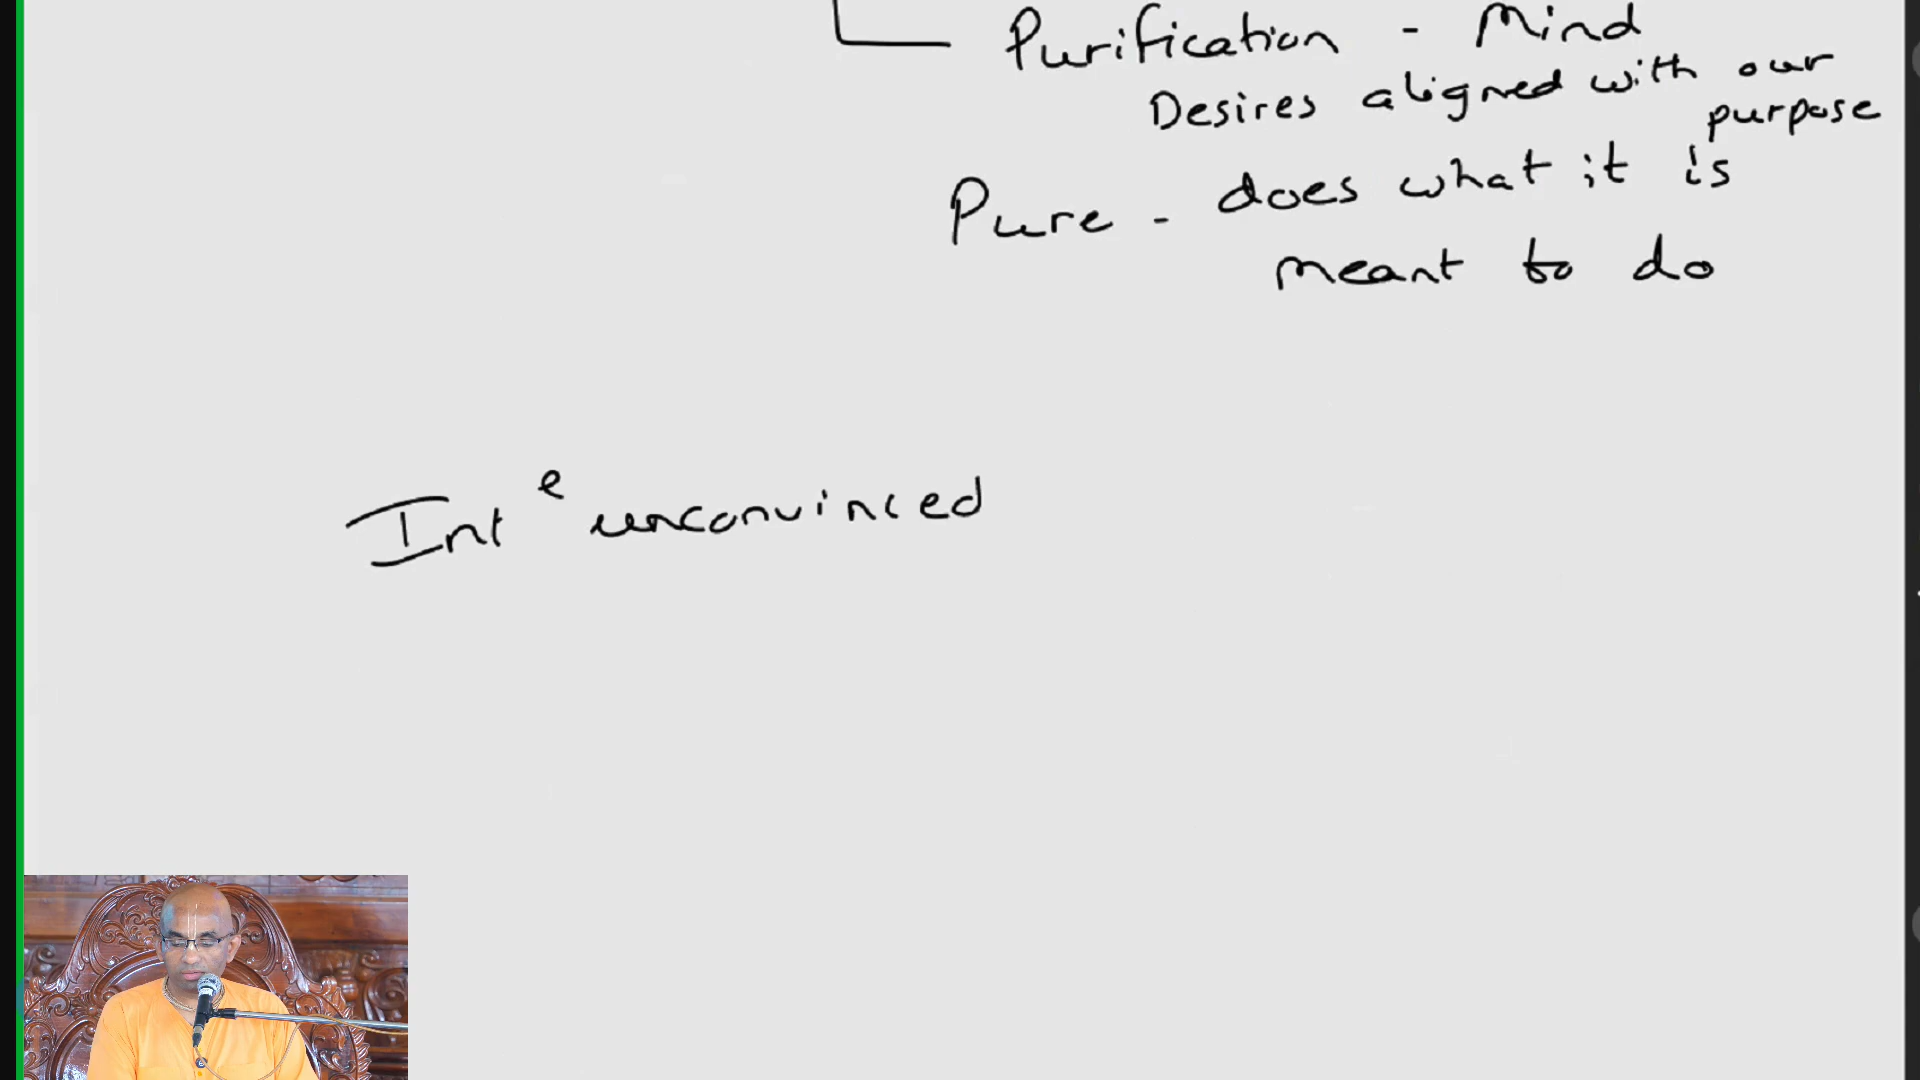 Purification - Mind
Desires aligned with our
purpose
Pure - does what it is
meant to do
Int e unconvinced